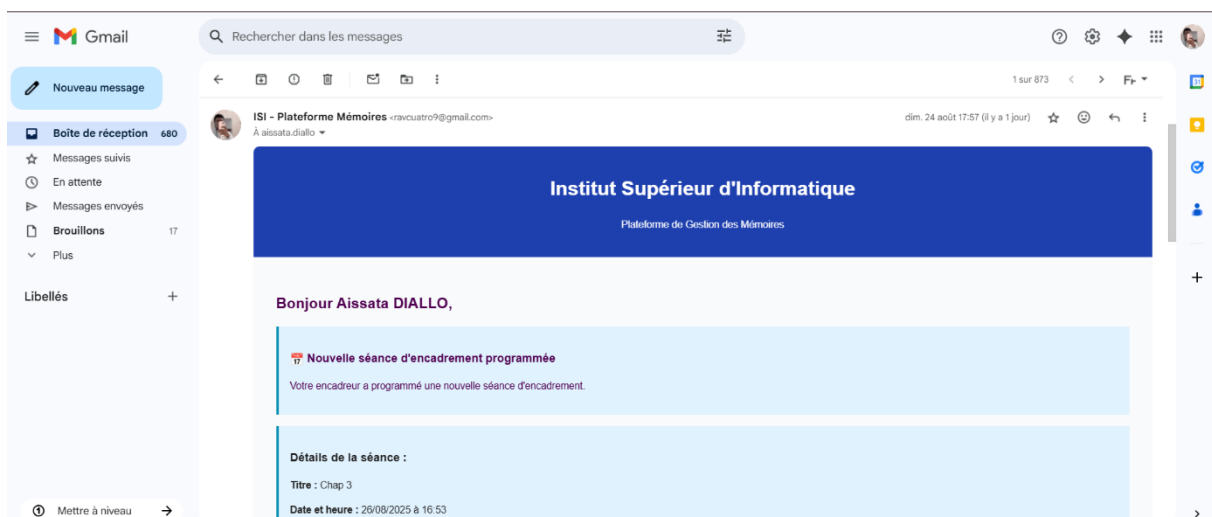 Gmail
Rechercher dans les messages
Nouveau message
1 sur 873
Fr
ISI - Plateforme Mémoires <ravcuatro9@gmail.com>
dim. 24 août 17:57 (il y a 1 jour)
À aissata.diallo
Boîte de réception 680
Messages suivis
En attente
Messages envoyés
Brouillons 17
Plus
Libellés
Mettre à niveau
Institut Supérieur d'Informatique
Plateforme de Gestion des Mémoires
Bonjour Aissata DIALLO,
17 Nouvelle séance d'encadrement programmée
Votre encadreur a programmé une nouvelle séance d'encadrement.
Détails de la séance :
Titre : Chap 3
Date et heure : 26/08/2025 à 16:53
31